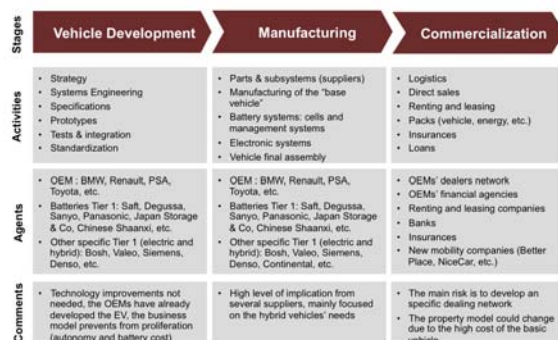 Stages
Vehicle Development
Manufacturing
Commercialization
Activities
• Strategy
• Systems Engineering
• Specifications
• Prototypes
• Tests & integration
• Standardization
• Parts & subsystems (suppliers)
• Manufacturing of the "base
vehicle"
• Battery systems: cells and
management systems
• Electronic systems
• Vehicle final assembly
• Logistics
• Direct sales
• Renting and leasing
• Packs (vehicle, energy, etc.)
• Insurances
• Loans
Agents
• OEM : BMW, Renault, PSA,
Toyota, etc.
• Batteries Tier 1: Saft, Degussa,
Sanyo, Panasonic, Japan Storage
& Co, Chinese Shaanxi, etc.
• Other specific Tier 1 (electric and
hybrid): Bosh, Valeo, Siemens,
Denso, etc.
• OEM : BMW, Renault, PSA,
Toyota, etc.
• Batteries Tier 1: Saft, Degussa,
Sanyo, Panasonic, Japan Storage
& Co, Chinese Shaanxi, etc.
• Other specific Tier 1 (electric and
hybrid): Bosh, Valeo, Siemens,
Denso, Continental, etc.
• OEMs' dealers network
• OEMs' financial agencies
• Renting and leasing companies
• Banks
• Insurances
• New mobility companies (Better
Place, NiceCar, etc.)
Comments
• Technology improvements not
needed, the OEMs have already
developed the EV, the business
model prevents from proliferation
(autonomy and battery cost)
• High level of implication from
several suppliers, mainly focused
on the hybrid vehicles' needs
• The main risk is to develop an
specific dealing network
• The property model could change
due to the high cost of the basic
vehicle